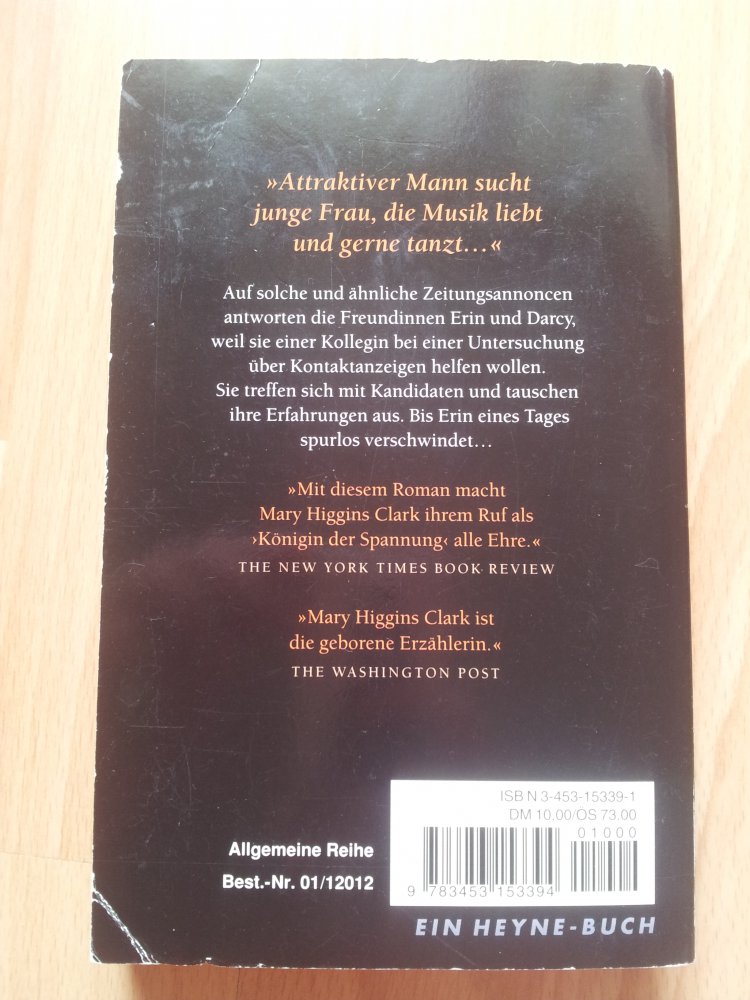 »Attraktiver Mann sucht
junge Frau, die Musik liebt
und gerne tanzt...«
Auf solche und ähnliche Zeitungsannoncen
antworten die Freundinnen Erin und Darcy,
weil sie einer Kollegin bei einer Untersuchung
über Kontaktanzeigen helfen wollen.
Sie treffen sich mit Kandidaten und tauschen
ihre Erfahrungen aus. Bis Erin eines Tages
spurlos verschwindet...
»Mit diesem Roman macht
Mary Higgins Clark ihrem Ruf als
›Königin der Spannung‹ alle Ehre.«
THE NEW YORK TIMES BOOK REVIEW
»Mary Higgins Clark ist
die geborene Erzählerin.«
THE WASHINGTON POST
ISBN 3-453-15339-1
DM 10.00/ÖS 73.00
01000
9 783453 153394
Allgemeine Reihe
Best.-Nr. 01/12012
EIN HEYNE-BUCH